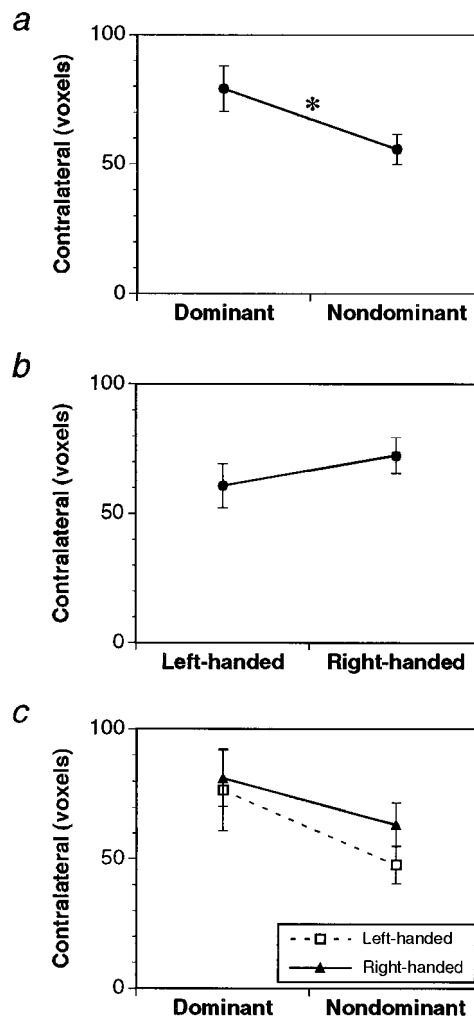 a
100
50
0
Contralateral (voxels)
*
Dominant Nondominant
b
100
50
0
Contralateral (voxels)
Left-handed Right-handed
c
100
50
0
Contralateral (voxels)
Left-handed
Right-handed
Dominant Nondominant